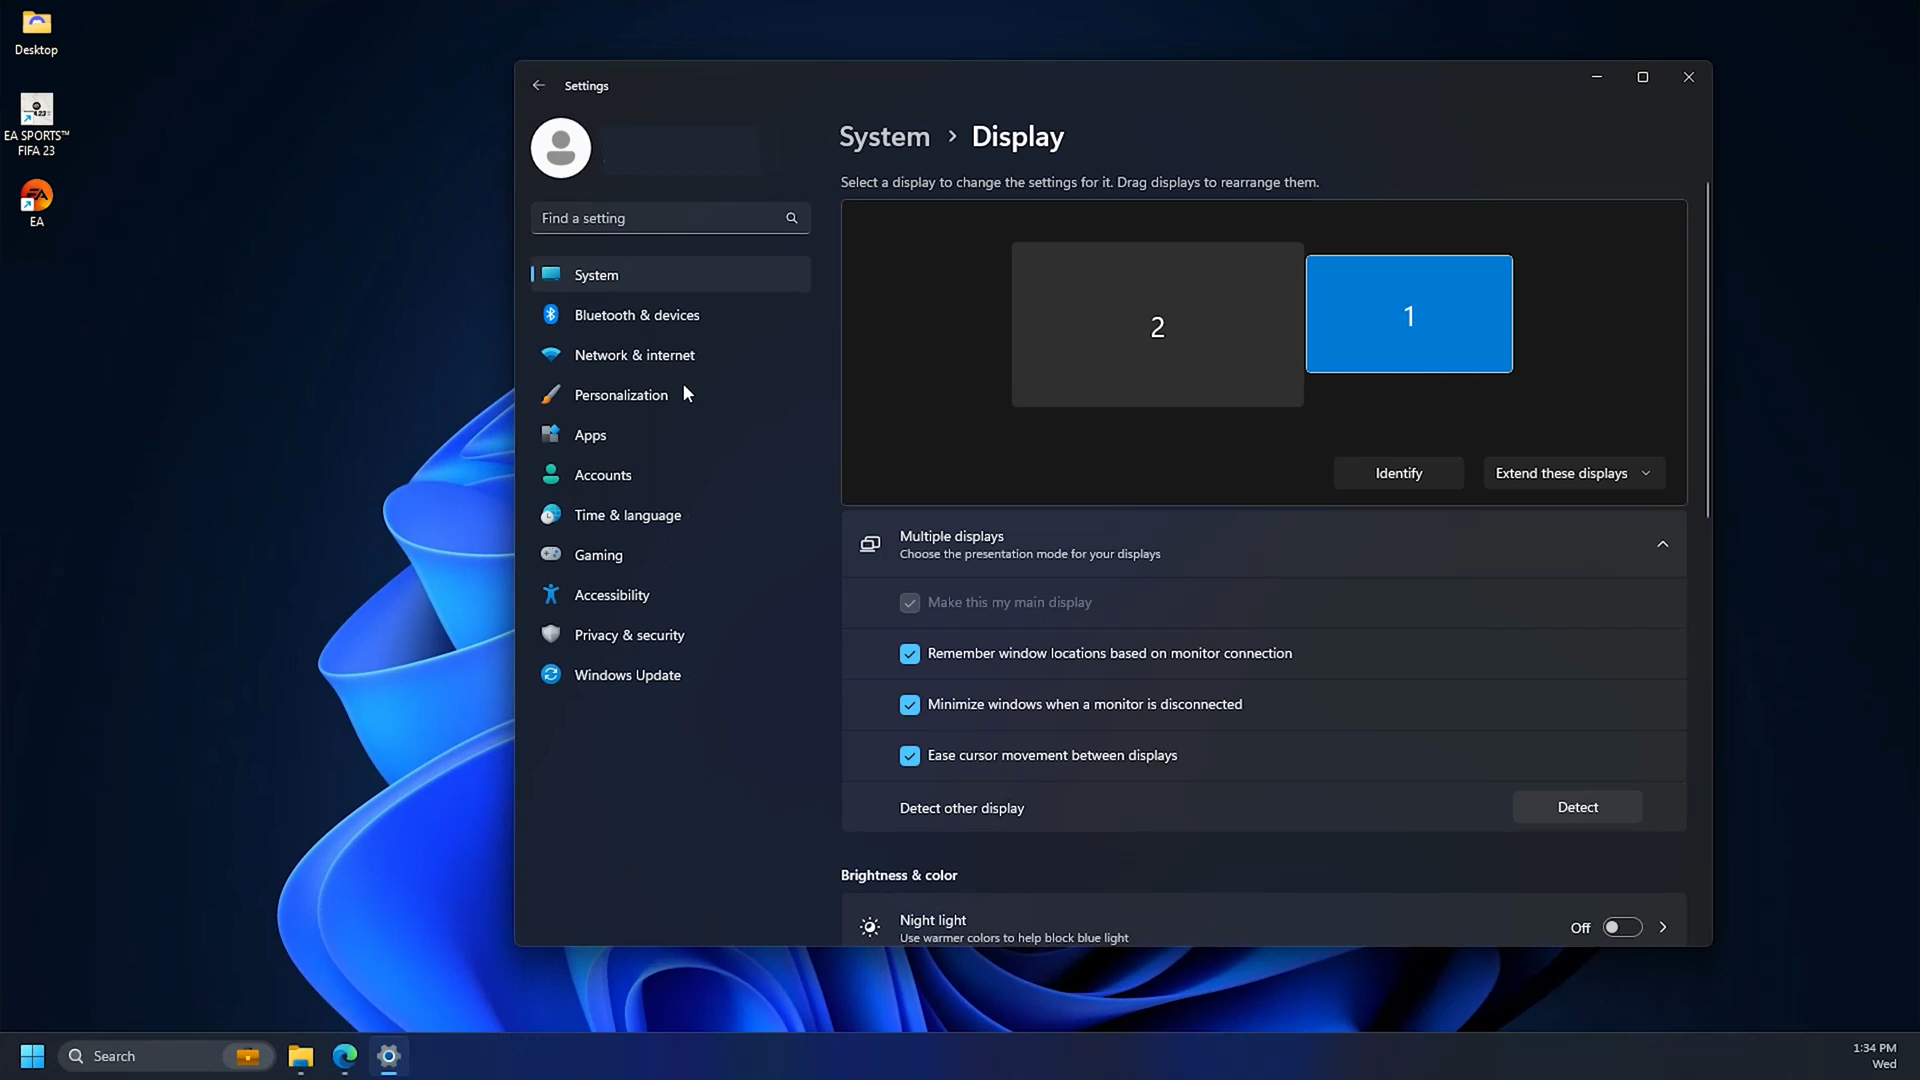 Desktop
EA SPORTS™
FIFA 23
EA
Settings
Find a setting
System
Bluetooth & devices
Network & internet
Personalization
Apps
Accounts
Time & language
Gaming
Accessibility
Privacy & security
Windows Update
System › Display
Select a display to change the settings for it. Drag displays to rearrange them.
2
1
Identify
Extend these displays
Multiple displays
Choose the presentation mode for your displays
Make this my main display
Remember window locations based on monitor connection
Minimize windows when a monitor is disconnected
Ease cursor movement between displays
Detect other display
Detect
Brightness & color
Night light
Use warmer colors to help block blue light
Off
Search
1:34 PM
Wed